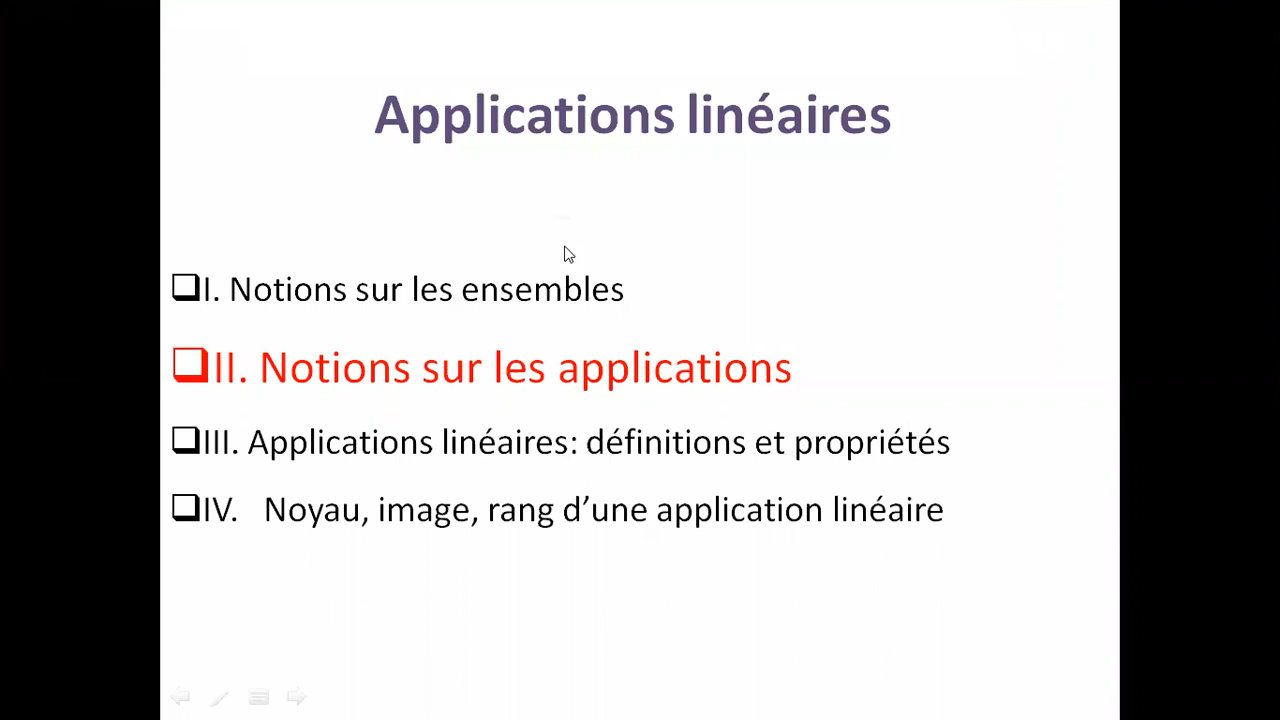 Applications linéaires
❑I. Notions sur les ensembles
❑II. Notions sur les applications
❑III. Applications linéaires: définitions et propriétés
❑IV. Noyau, image, rang d’une application linéaire